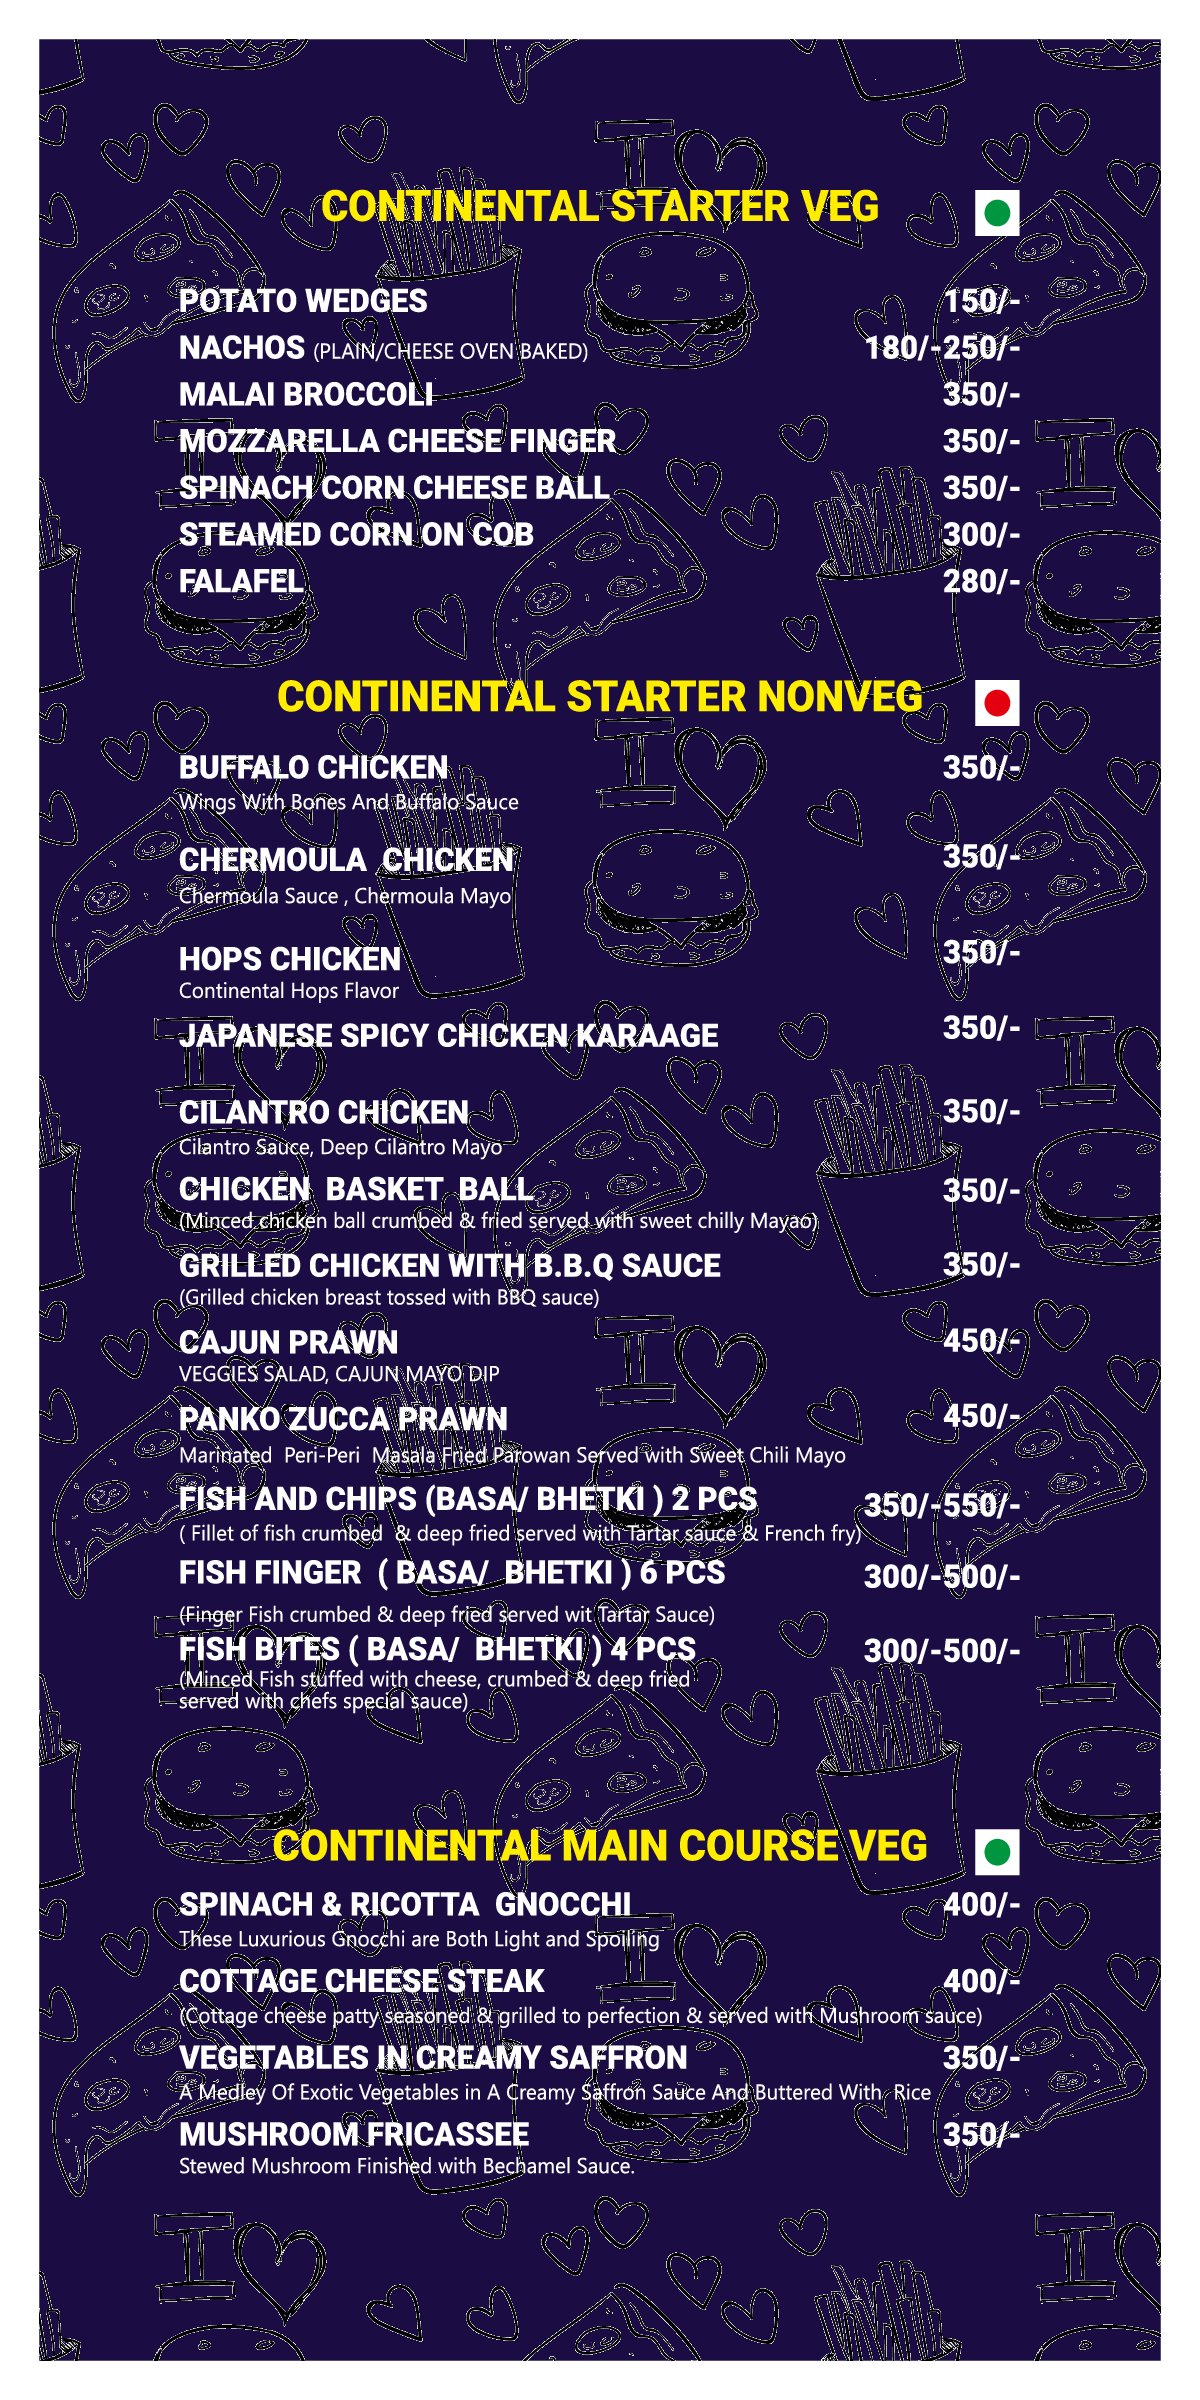 CONTINENTAL STARTER VEG
POTATO WEDGES 150/-
NACHOS (PLAIN/CHEESE OVEN BAKED) 180/-250/-
MALAI BROCCOLI 350/-
MOZZARELLA CHEESE FINGER 350/-
SPINACH CORN CHEESE BALL 350/-
STEAMED CORN ON COB 300/-
FALAFEL 280/-
CONTINENTAL STARTER NONVEG
BUFFALO CHICKEN 350/-
Wings With Bones And Buffalo Sauce
CHERMOULA CHICKEN 350/-
Chermoula Sauce , Chermoula Mayo
HOPS CHICKEN 350/-
Continental Hops Flavor
JAPANESE SPICY CHICKEN KARAAGE 350/-
CILANTRO CHICKEN 350/-
Cilantro Sauce, Deep Cilantro Mayo
CHICKEN BASKET BALL 350/-
(Minced chicken ball crumbed & fried served with sweet chilly Mayao)
GRILLED CHICKEN WITH B.B.Q SAUCE 350/-
(Grilled chicken breast tossed with BBQ sauce)
CAJUN PRAWN 450/-
VEGGIES SALAD, CAJUN MAYO DIP
PANKO ZUCCA PRAWN 450/-
Marinated Peri-Peri Masala Fried Parowan Served with Sweet Chili Mayo
FISH AND CHIPS (BASA/ BHETKI ) 2 PCS 350/-550/-
( Fillet of fish crumbed & deep fried served with Tartar sauce & French fry)
FISH FINGER ( BASA/ BHETKI ) 6 PCS 300/-500/-
(Finger Fish crumbed & deep fried served wit Tartar Sauce)
FISH BITES ( BASA/ BHETKI ) 4 PCS 300/-500/-
(Minced Fish stuffed with cheese, crumbed & deep fried
served with chefs special sauce)
CONTINENTAL MAIN COURSE VEG
SPINACH & RICOTTA GNOCCHI 400/-
These Luxurious Gnocchi are Both Light and Spoiling
COTTAGE CHEESE STEAK 400/-
(Cottage cheese patty seasoned & grilled to perfection & served with Mushroom sauce)
VEGETABLES IN CREAMY SAFFRON 350/-
A Medley Of Exotic Vegetables in A Creamy Saffron Sauce And Buttered With Rice
MUSHROOM FRICASSEE 350/-
Stewed Mushroom Finished with Bechamel Sauce.